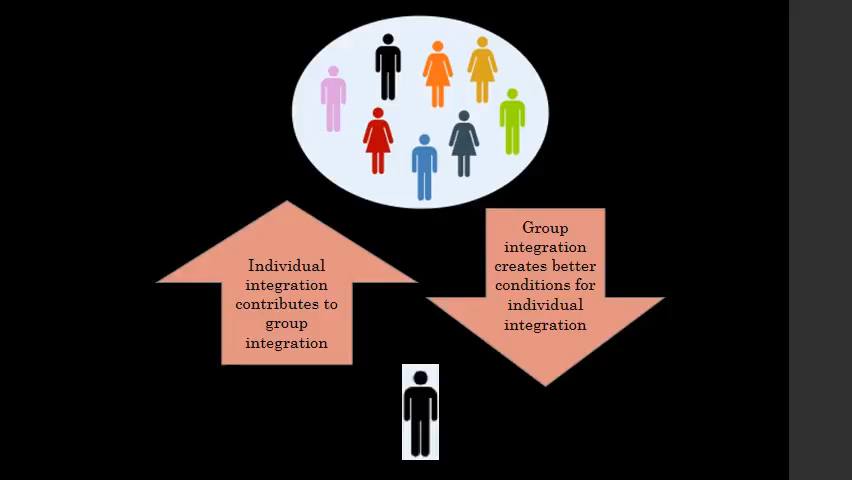 Individual
integration
contributes to
group
integration
Group
integration
creates better
conditions for
individual
integration